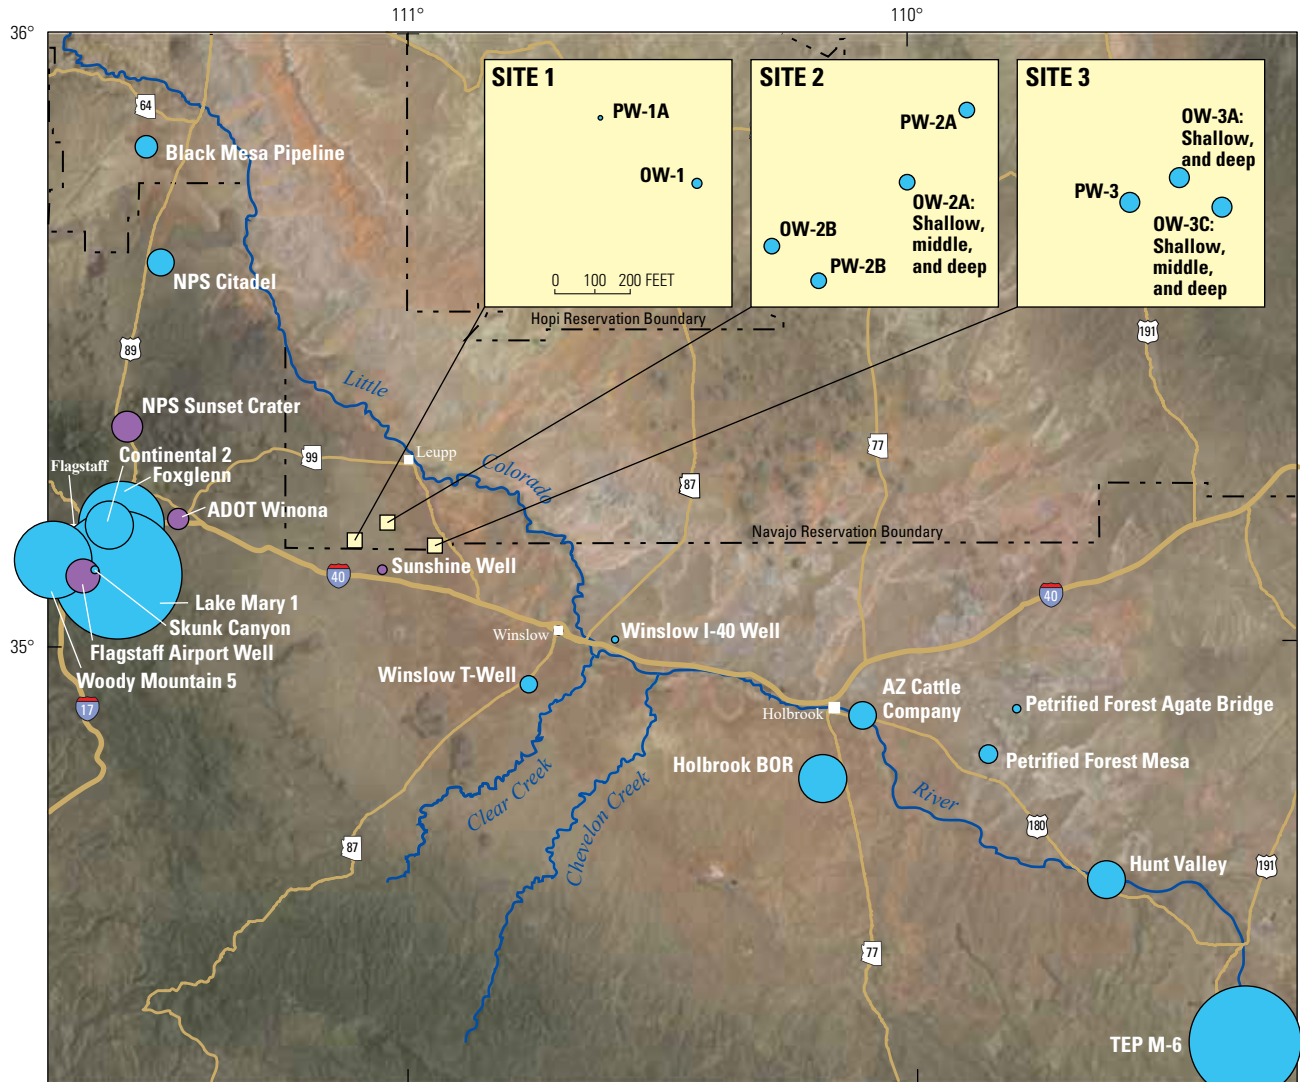 111°
110°
36°
SITE 1
SITE 2
SITE 3
64
PW-1A
OW-1
0 100 200 FEET
PW-2A
OW-2A:
Shallow,
middle,
and deep
OW-2B
PW-2B
OW-3A:
Shallow,
and deep
PW-3
OW-3C:
Shallow,
middle,
and deep
Black Mesa Pipeline
NPS Citadel
Hopi Reservation Boundary
191
89
Little
NPS Sunset Crater
Continental 2
Foxglenn
Flagstaff
99
Leupp
Colorado
77
87
ADOT Winona
Navajo Reservation Boundary
Sunshine Well
40
40
Lake Mary 1
Skunk Canyon
Flagstaff Airport Well
Woody Mountain 5
35°
17
Winslow
Winslow I-40 Well
Winslow T-Well
Holbrook
AZ Cattle
Company
Petrified Forest Agate Bridge
Petrified Forest Mesa
Holbrook BOR
Clear Creek
Chevelon Creek
River
180
87
Hunt Valley
191
77
TEP M-6